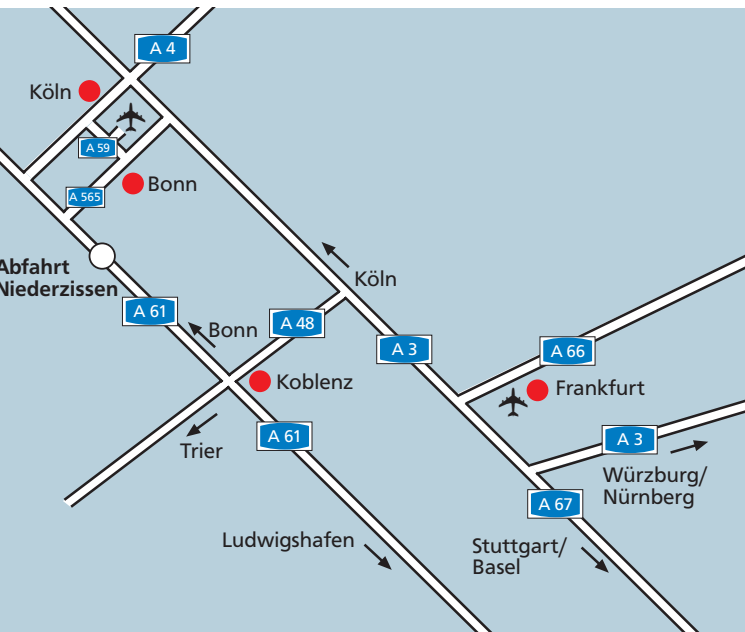 A 4
Köln
A 59
A 565
Bonn
Abfahrt
Niederzissen
Köln
A 61
Bonn
A 48
A 3
A 66
Koblenz
Frankfurt
A 61
Trier
A 3
Würzburg/
Nürnberg
A 67
Ludwigshafen
Stuttgart/
Basel